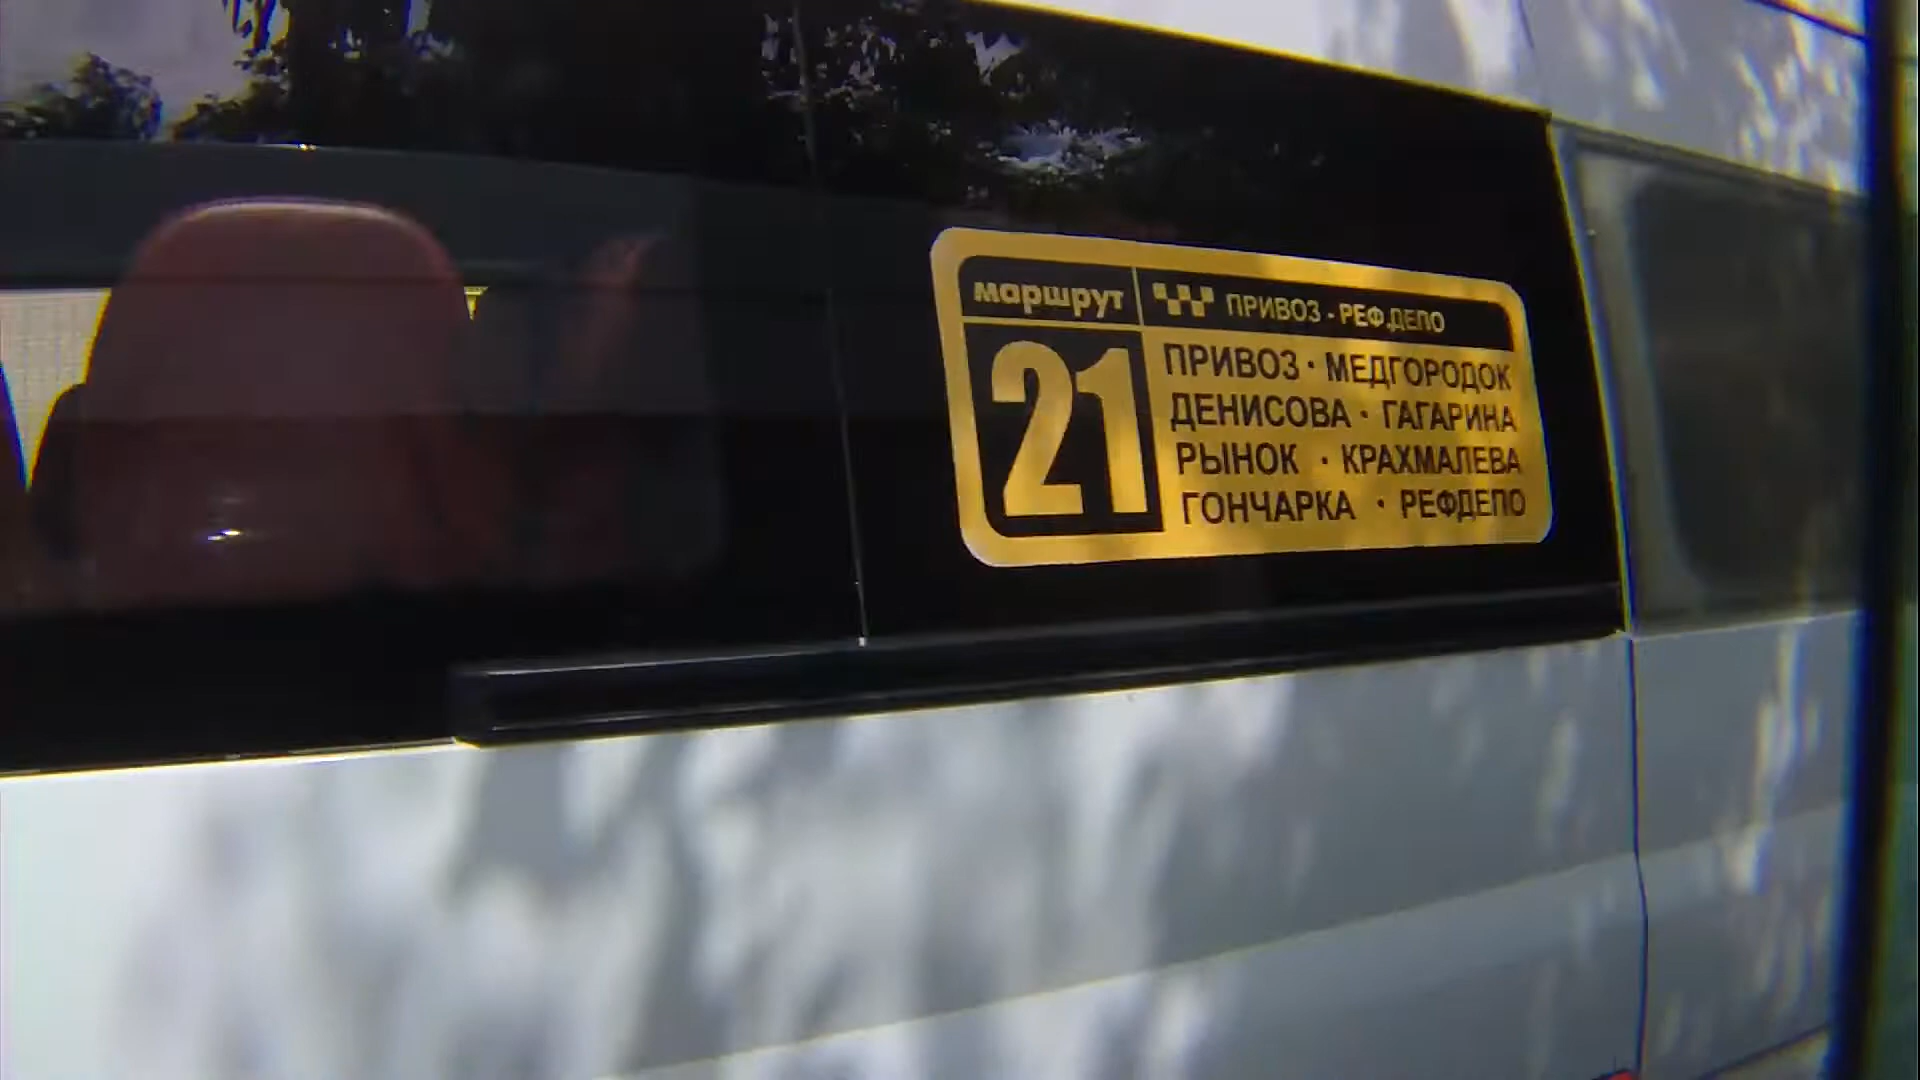 маршрут
ПРИВОЗ - РЕФ.ДЕПО
21
ПРИВОЗ · МЕДГОРОДОК
ДЕНИСОВА · ГАГАРИНА
РЫНОК · КРАХМАЛЕВА
ГОНЧАРКА · РЕФДЕПО